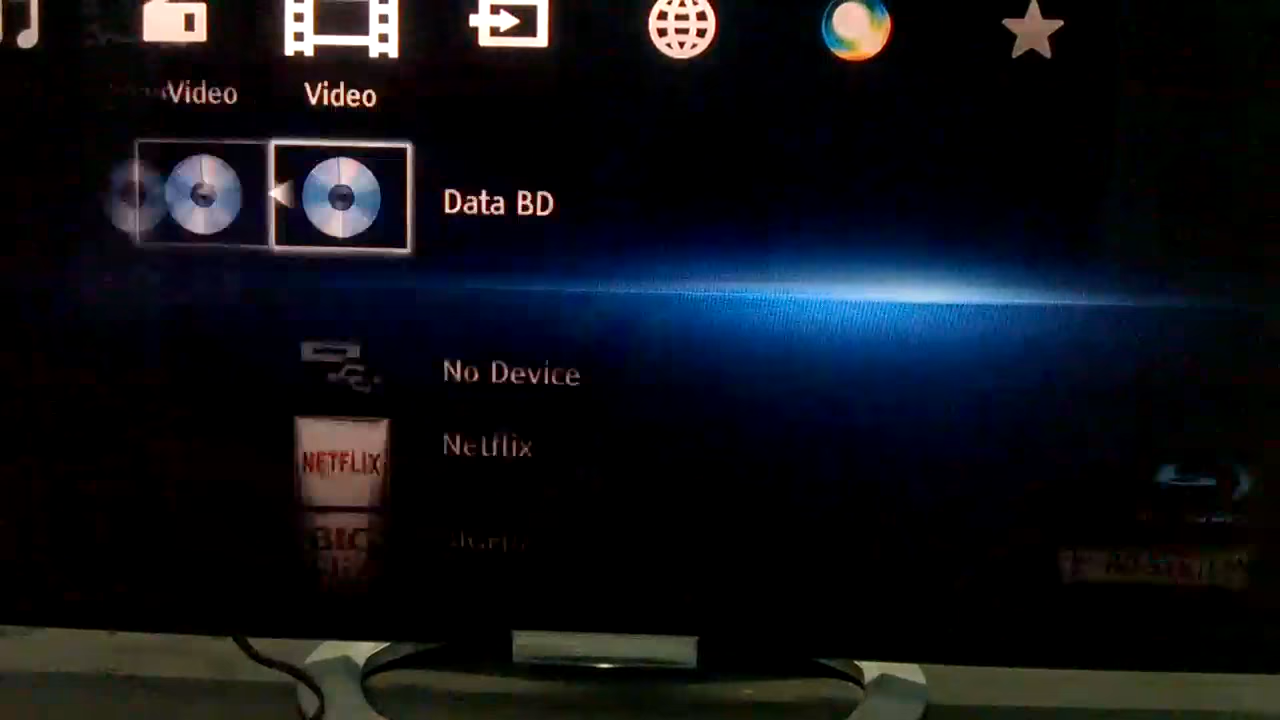 Video
Video
Data BD
No Device
Netflix
NETFLIX